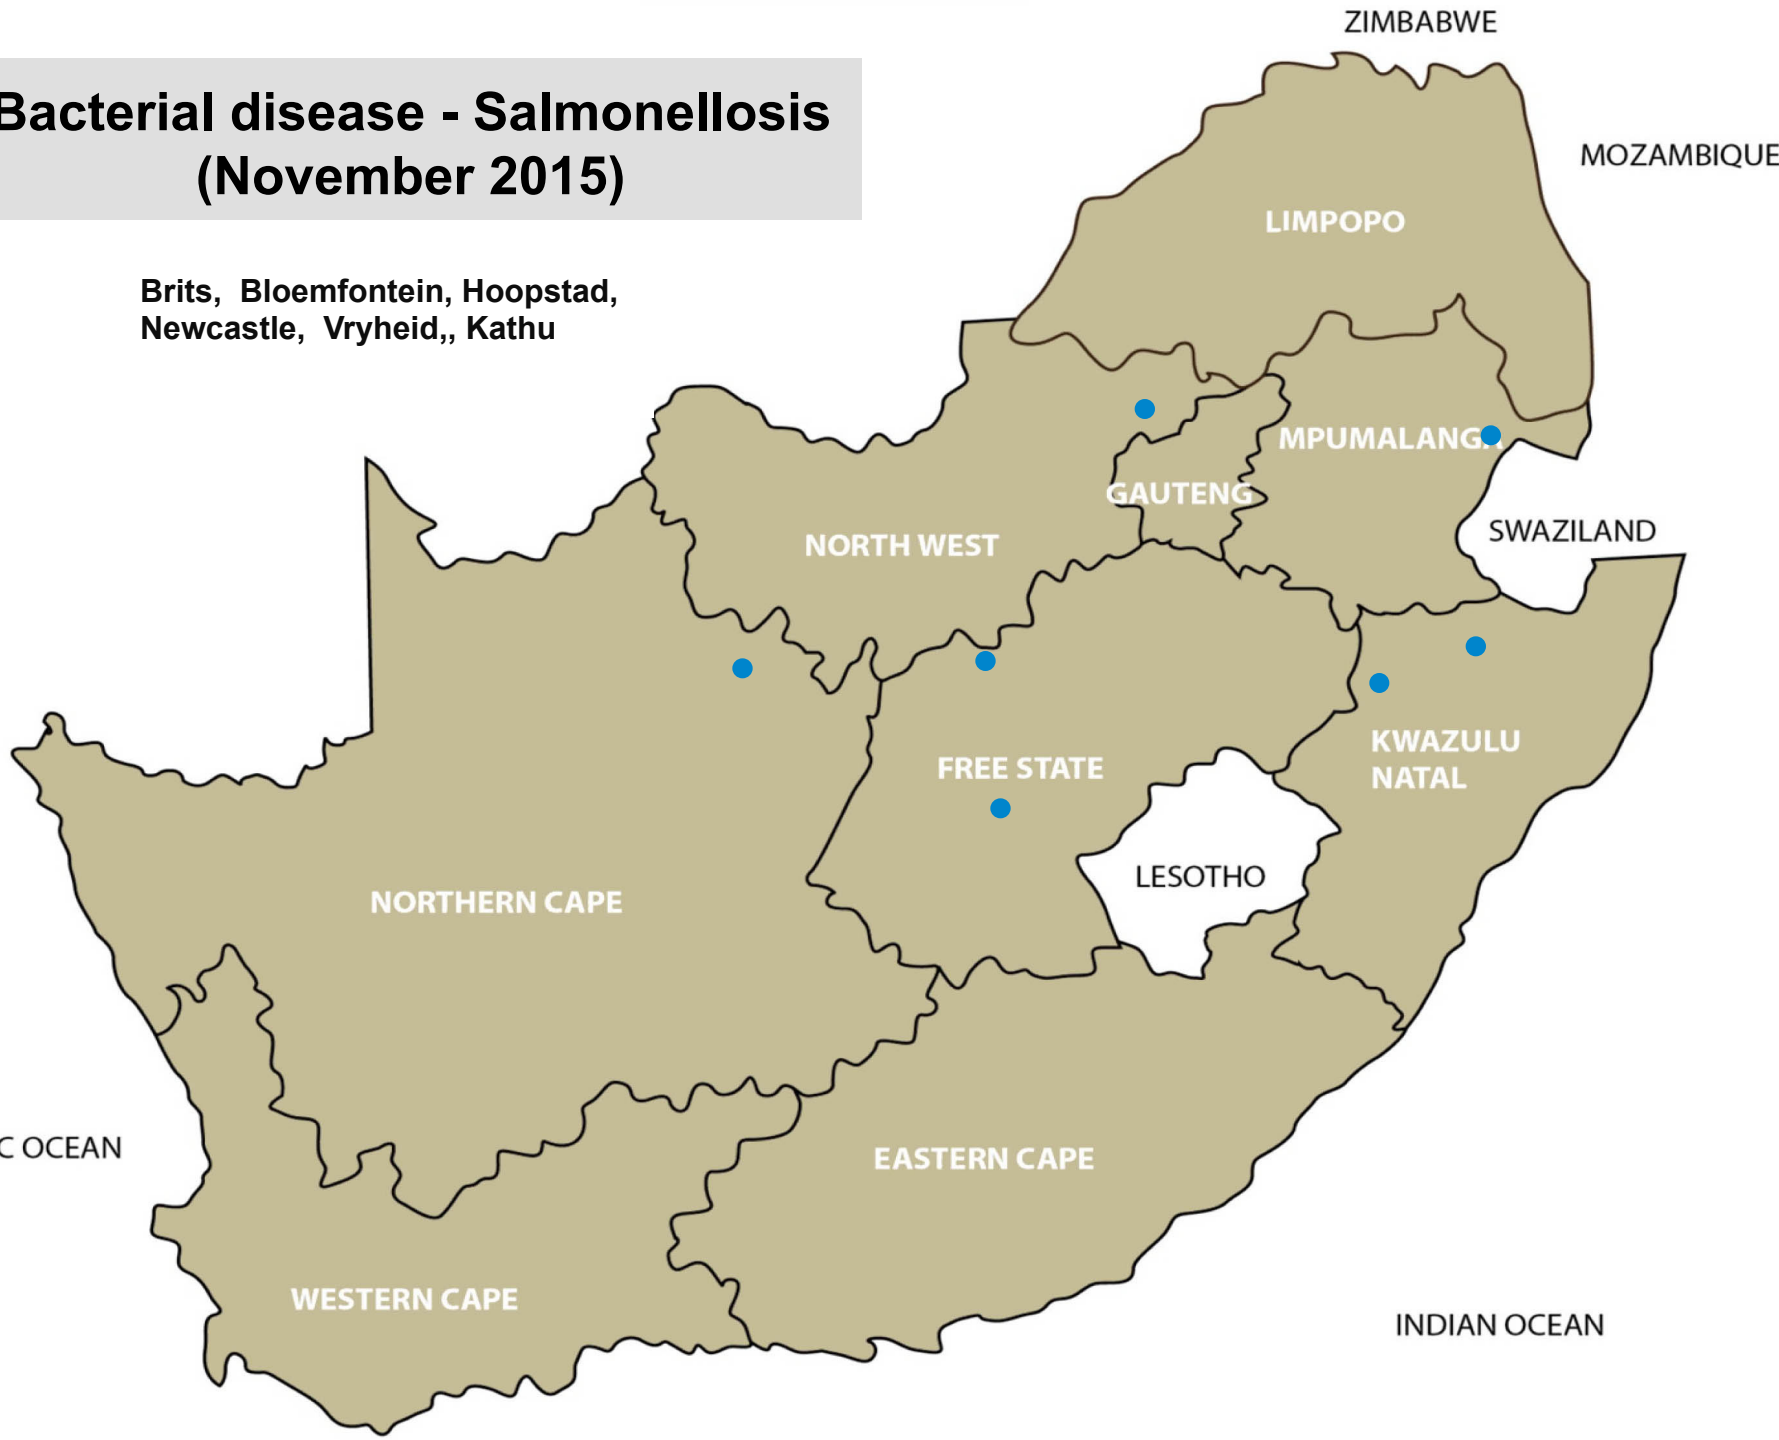 ZIMBABWE
Bacterial disease - Salmonellosis
(November 2015)
MOZAMBIQUE
LIMPOPO
Brits, Bloemfontein, Hoopstad,
Newcastle, Vryheid,, Kathu
MPUMALANGA
GAUTENG
SWAZILAND
NORTH WEST
KWAZULU
NATAL
FREE STATE
LESOTHO
NORTHERN CAPE
C OCEAN
EASTERN CAPE
WESTERN CAPE
INDIAN OCEAN